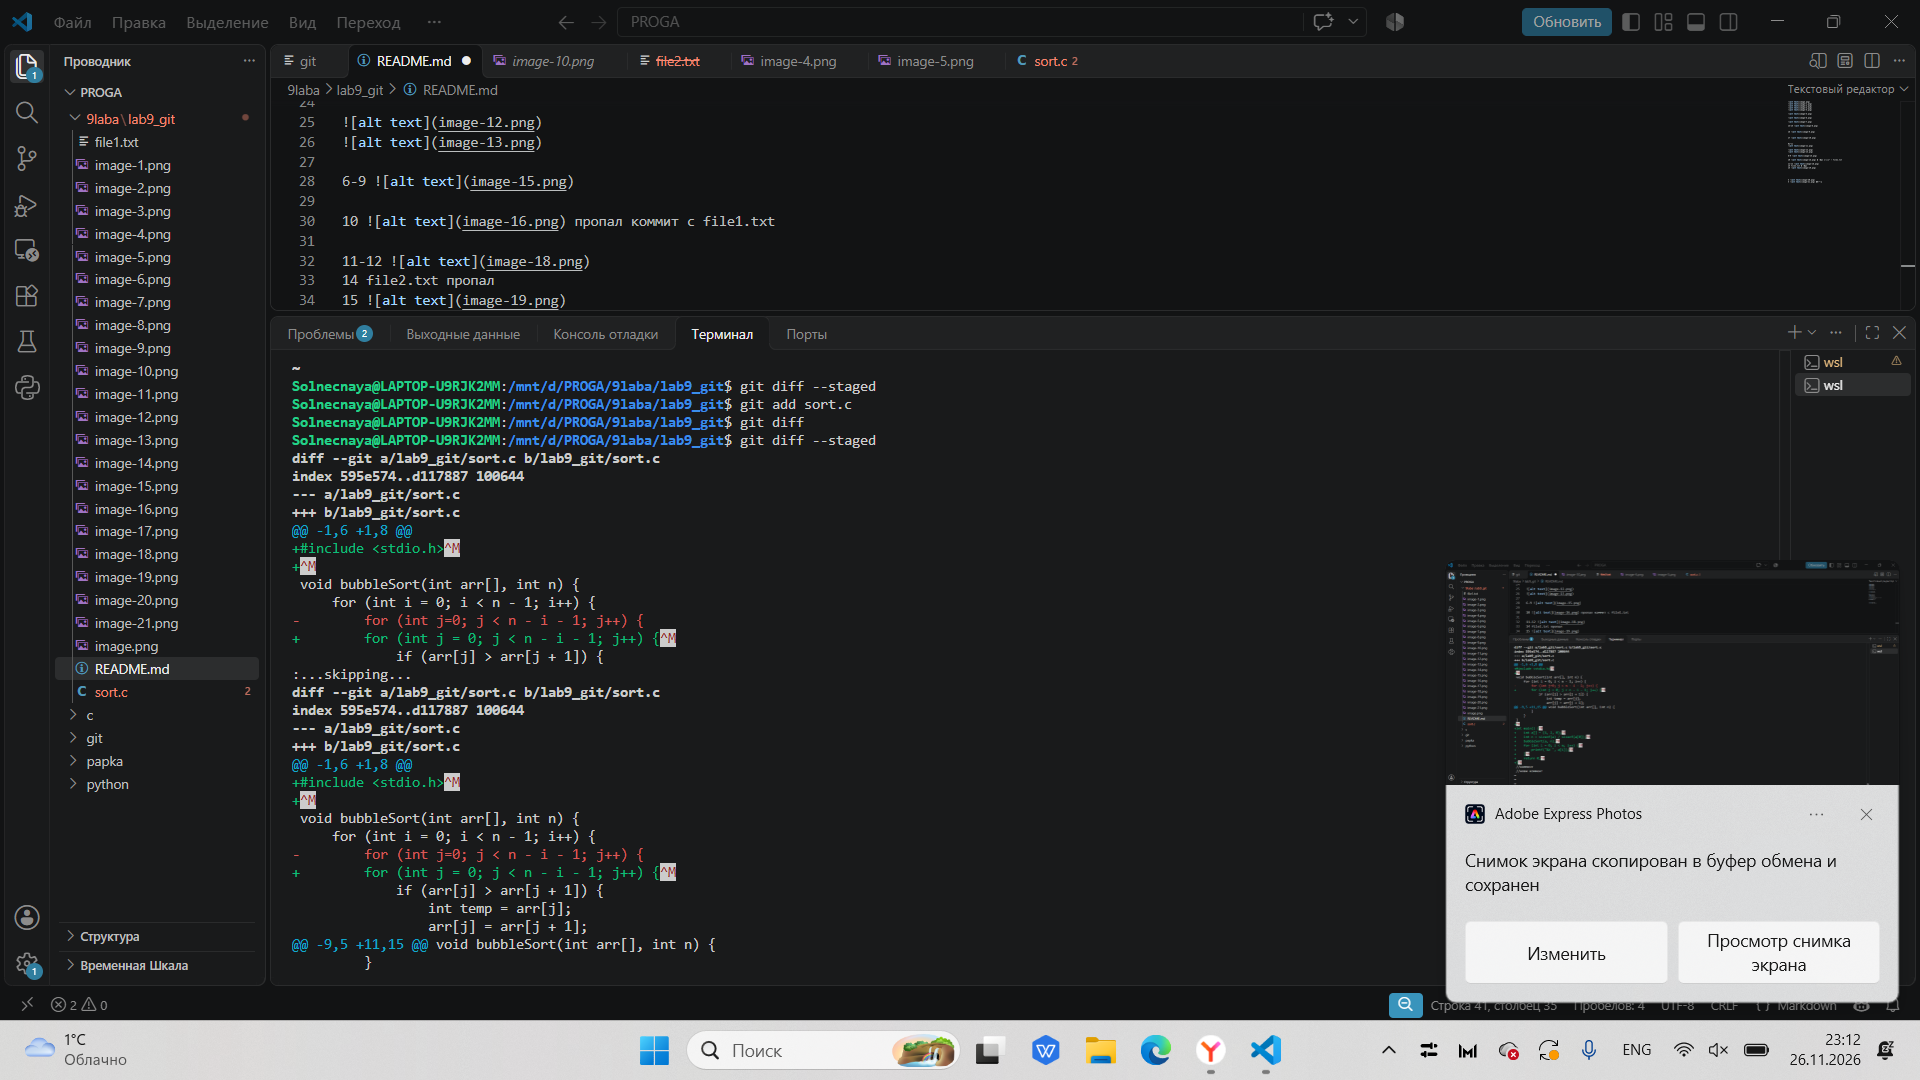 Файл Правка Выделение Вид Переход ··· PROGA Обновить
Проводник ···
PROGA
9laba \ lab9_git
file1.txt
image-1.png
image-2.png
image-3.png
image-4.png
image-5.png
image-6.png
image-7.png
image-8.png
image-9.png
image-10.png
image-11.png
image-12.png
image-13.png
image-14.png
image-15.png
image-16.png
image-17.png
image-18.png
image-19.png
image-20.png
image-21.png
image.png
README.md
sort.c 2
c
git
papka
python
Структура
Временная Шкала
1
1
git README.md image-10.png file2.txt image-4.png image-5.png sort.c 2
9laba > lab9_git > README.md
Текстовый редактор
24
25 ![alt text](image-12.png)
26 ![alt text](image-13.png)
27
28 6-9 ![alt text](image-15.png)
29
30 10 ![alt text](image-16.png) пропал коммит с file1.txt
31
32 11-12 ![alt text](image-18.png)
33 14 file2.txt пропал
34 15 ![alt text](image-19.png)
Проблемы 2 Выходные данные Консоль отладки Терминал Порты
wsl
wsl
~
Solnecnaya@LAPTOP-U9RJK2MM:/mnt/d/PROGA/9laba/lab9_git$ git diff --staged
Solnecnaya@LAPTOP-U9RJK2MM:/mnt/d/PROGA/9laba/lab9_git$ git add sort.c
Solnecnaya@LAPTOP-U9RJK2MM:/mnt/d/PROGA/9laba/lab9_git$ git diff
Solnecnaya@LAPTOP-U9RJK2MM:/mnt/d/PROGA/9laba/lab9_git$ git diff --staged
diff --git a/lab9_git/sort.c b/lab9_git/sort.c
index 595e574..d117887 100644
--- a/lab9_git/sort.c
+++ b/lab9_git/sort.c
@@ -1,6 +1,8 @@
+#include <stdio.h>^M
+^M
 void bubbleSort(int arr[], int n) {
     for (int i = 0; i < n - 1; i++) {
-        for (int j=0; j < n - i - 1; j++) {
+        for (int j = 0; j < n - i - 1; j++) {^M
             if (arr[j] > arr[j + 1]) {
:...skipping...
diff --git a/lab9_git/sort.c b/lab9_git/sort.c
index 595e574..d117887 100644
--- a/lab9_git/sort.c
+++ b/lab9_git/sort.c
@@ -1,6 +1,8 @@
+#include <stdio.h>^M
+^M
 void bubbleSort(int arr[], int n) {
     for (int i = 0; i < n - 1; i++) {
-        for (int j=0; j < n - i - 1; j++) {
+        for (int j = 0; j < n - i - 1; j++) {^M
             if (arr[j] > arr[j + 1]) {
                 int temp = arr[j];
                 arr[j] = arr[j + 1];
@@ -9,5 +11,15 @@ void bubbleSort(int arr[], int n) {
         }
Adobe Express Photos ···
Снимок экрана скопирован в буфер обмена и
сохранен
Изменить
Просмотр снимка
экрана
2 0 Строка 41, столбец 35 Пробелов: 4 UTF-8 CRLF {} Markdown
1°C
Облачно
Поиск
ENG
23:12
26.11.2026